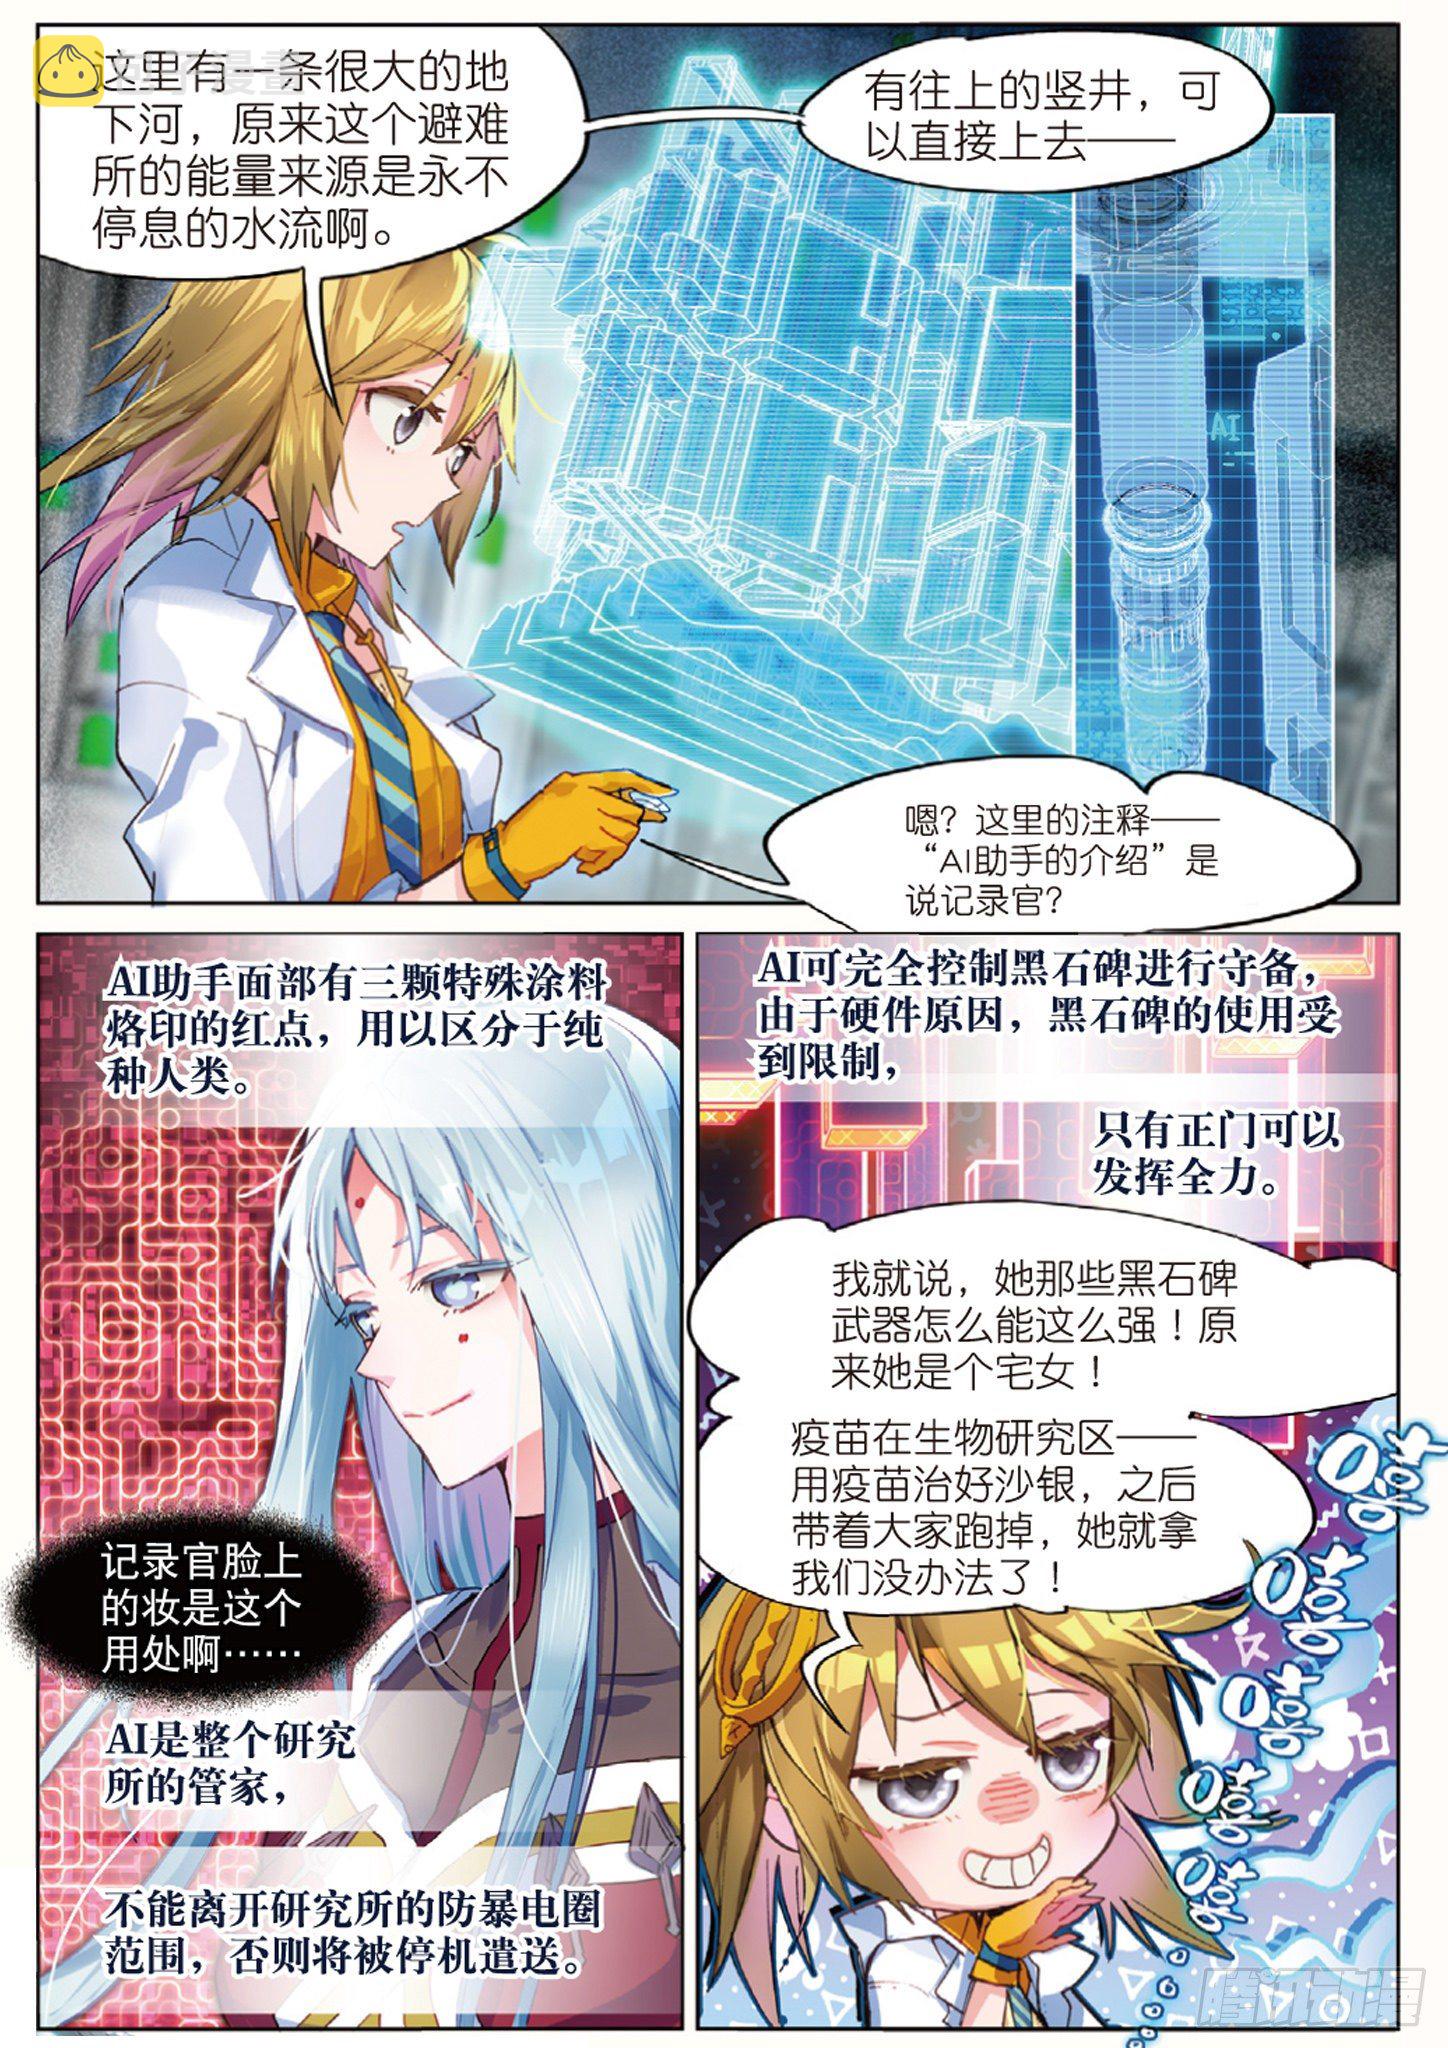 这里有一条很大的地
下河，原来这个避难
所的能量来源是永不
停息的水流啊。
有往上的竖井，可
以直接上去——
AI
嗯？这里的注释——
“AI助手的介绍”是
说记录官？
AI助手面部有三颗特殊涂料
烙印的红点，用以区分于纯
种人类。
记录官脸上
的妆是这个
用处啊……
AI是整个研究
所的管家，
不能离开研究所的防暴电圈
范围，否则将被停机遣送。
AI可完全控制黑石碑进行守备，
由于硬件原因，黑石碑的使用受
到限制，
只有正门可以
发挥全力。
我就说，她那些黑石碑
武器怎么能这么强！原
来她是个宅女！
疫苗在生物研究区——
用疫苗治好沙银，之后
带着大家跑掉，她就拿
我们没办法了！
嘻
嘻
嘻
嘻
嘻
腾讯动漫